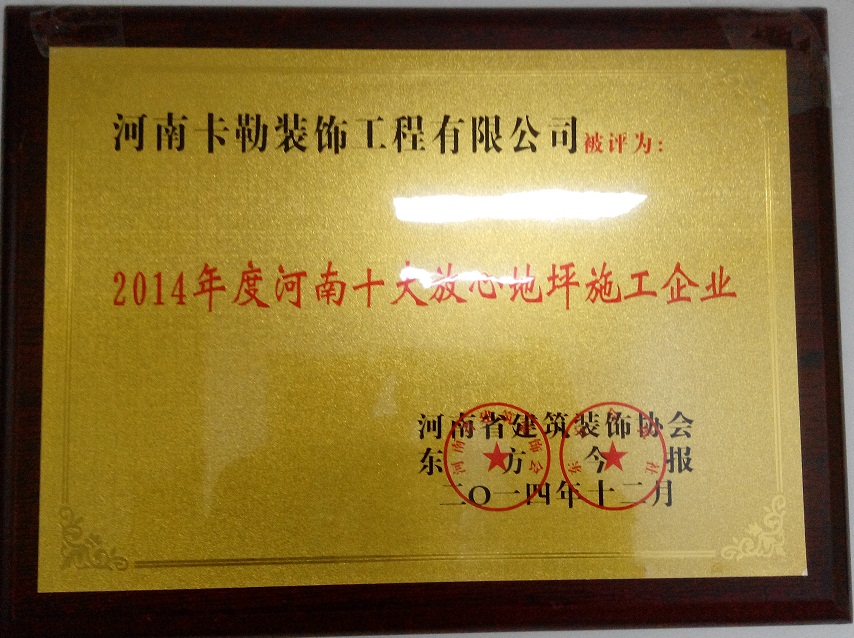 河南卡勒装饰工程有限公司被评为:
2014年度河南十大放心地坪施工企业
河南省建筑装饰协会
东方今报
二〇一四年十二月